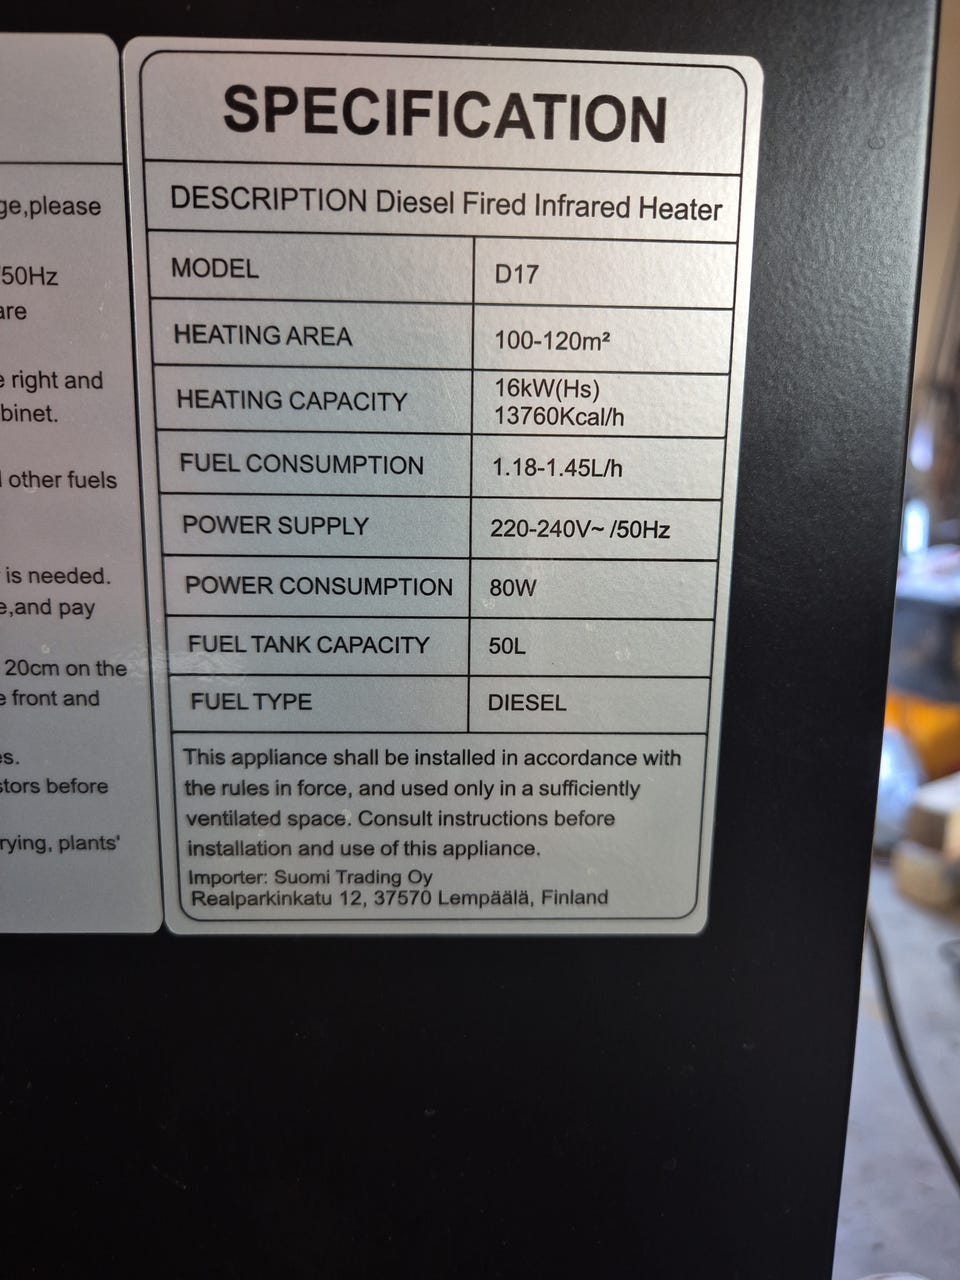 ge,please
50Hz
are
e right and
binet.
other fuels
is needed.
e,and pay
20cm on the
e front and
es.
stors before
rying, plants'
SPECIFICATION
DESCRIPTION Diesel Fired Infrared Heater
MODEL D17
HEATING AREA 100-120m²
HEATING CAPACITY 16kW(Hs)
13760Kcal/h
FUEL CONSUMPTION 1.18-1.45L/h
POWER SUPPLY 220-240V~ /50Hz
POWER CONSUMPTION 80W
FUEL TANK CAPACITY 50L
FUEL TYPE DIESEL
This appliance shall be installed in accordance with
the rules in force, and used only in a sufficiently
ventilated space. Consult instructions before
installation and use of this appliance.
Importer: Suomi Trading Oy
Realparkinkatu 12, 37570 Lempäälä, Finland